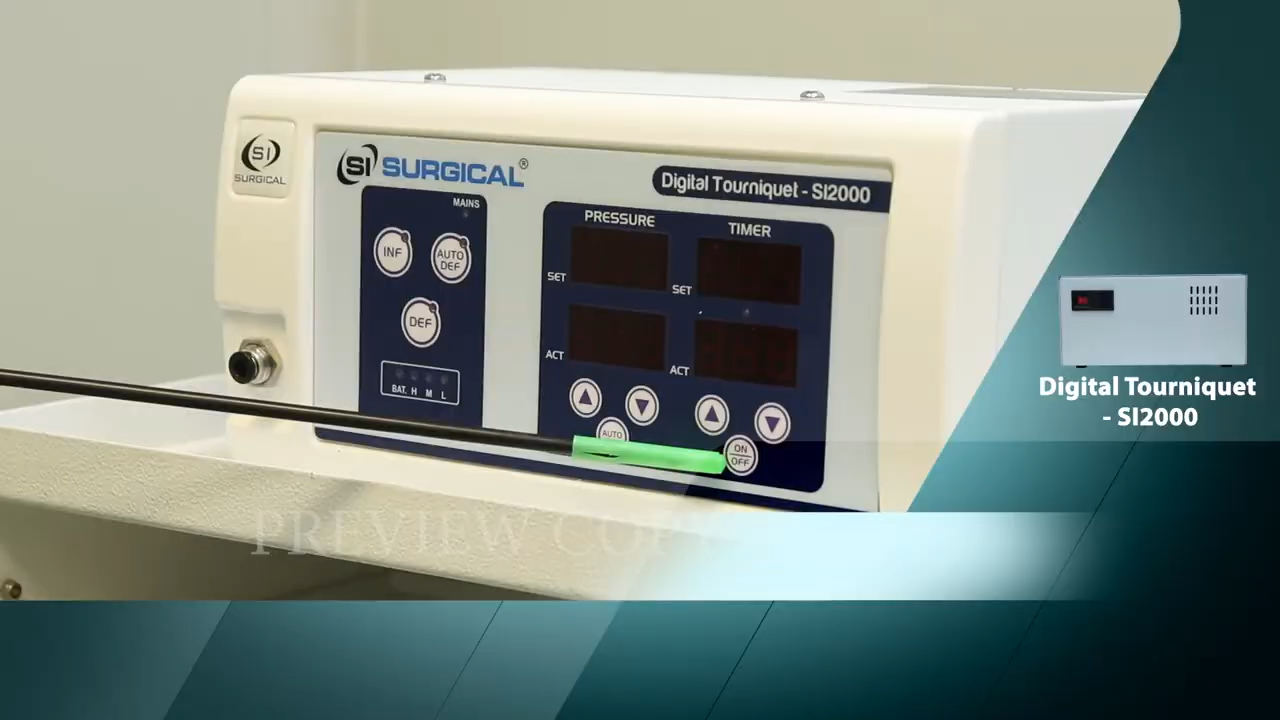 SI
SURGICAL
SI SURGICAL®
Digital Tourniquet - SI2000
MAINS
INF
AUTO
DEF
DEF
BAT. H M L
PRESSURE
TIMER
SET
SET
ACT
ACT
AUTO
ON
OFF
Digital Tourniquet
- SI2000
PREVIEW COPY